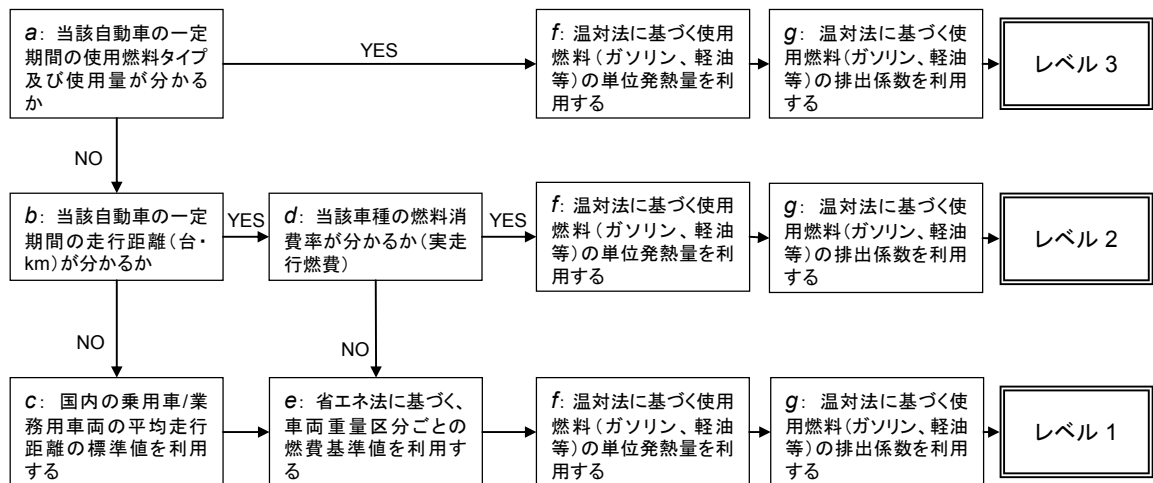 a: 当該自動車の一定
期間の使用燃料タイプ
及び使用量が分かる
か
YES
f: 温対法に基づく使用
燃料(ガソリン、軽油
等)の単位発熱量を利
用する
g: 温対法に基づく使
用燃料(ガソリン、軽油
等)の排出係数を利用
する
レベル 3
NO
b: 当該自動車の一定
期間の走行距離(台・
km)が分かるか
YES
d: 当該車種の燃料消
費率が分かるか(実走
行燃費)
YES
f: 温対法に基づく使用
燃料(ガソリン、軽油
等)の単位発熱量を利
用する
g: 温対法に基づく使
用燃料(ガソリン、軽油
等)の排出係数を利用
する
レベル 2
NO
NO
c: 国内の乗用車/業
務用車両の平均走行
距離の標準値を利用
する
e: 省エネ法に基づく、
車両重量区分ごとの
燃費基準値を利用す
る
f: 温対法に基づく使用
燃料(ガソリン、軽油
等)の単位発熱量を利
用する
g: 温対法に基づく使
用燃料(ガソリン、軽油
等)の排出係数を利用
する
レベル 1